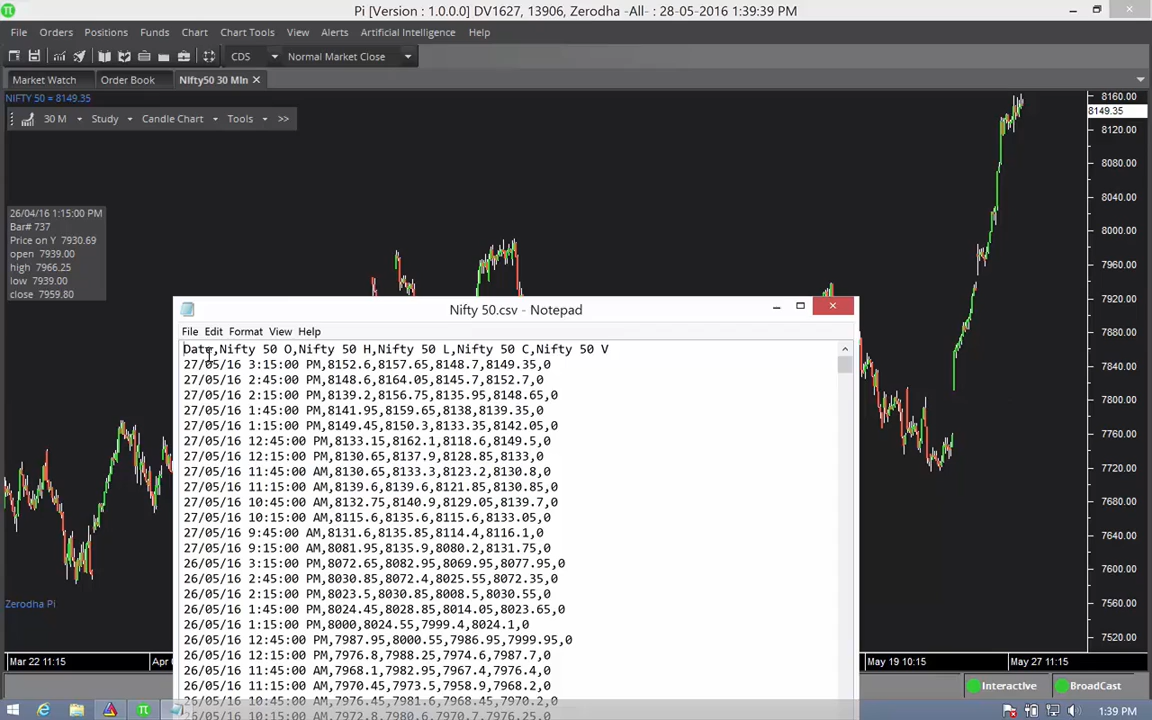 Pi [Version : 1.0.0.0] DV1627, 13906, Zerodha -All- : 28-05-2016 1:39:39 PM
File Orders Positions Funds Chart Chart Tools View Alerts Artificial Intelligence Help
CDS Normal Market Close
Market Watch Order Book NIfty50 30 MIn
NIFTY 50 = 8149.35
30 M Study Candle Chart Tools >>
26/04/16 1:15:00 PM
Bar# 737
Price on Y 7930.69
open 7939.00
high 7966.25
low 7939.00
close 7959.80
8160.00
8149.35
8120.00
8080.00
8040.00
8000.00
7960.00
7920.00
7880.00
7840.00
7800.00
7760.00
7720.00
7680.00
7640.00
7600.00
7560.00
7520.00
Nifty 50.csv - Notepad
File Edit Format View Help
Date,Nifty 50 O,Nifty 50 H,Nifty 50 L,Nifty 50 C,Nifty 50 V
27/05/16 3:15:00 PM,8152.6,8157.65,8148.7,8149.35,0
27/05/16 2:45:00 PM,8148.6,8164.05,8145.7,8152.7,0
27/05/16 2:15:00 PM,8139.2,8156.75,8135.95,8148.65,0
27/05/16 1:45:00 PM,8141.95,8159.65,8138,8139.35,0
27/05/16 1:15:00 PM,8149.45,8150.3,8133.35,8142.05,0
27/05/16 12:45:00 PM,8133.15,8162.1,8118.6,8149.5,0
27/05/16 12:15:00 PM,8130.65,8137.9,8128.85,8133,0
27/05/16 11:45:00 AM,8130.65,8133.3,8123.2,8130.8,0
27/05/16 11:15:00 AM,8139.6,8139.6,8121.85,8130.85,0
27/05/16 10:45:00 AM,8132.75,8140.9,8129.05,8139.7,0
27/05/16 10:15:00 AM,8115.6,8135.6,8115.6,8133.05,0
27/05/16 9:45:00 AM,8131.6,8135.85,8114.4,8116.1,0
27/05/16 9:15:00 AM,8081.95,8135.9,8080.2,8131.75,0
26/05/16 3:15:00 PM,8072.65,8082.95,8069.95,8077.95,0
26/05/16 2:45:00 PM,8030.85,8072.4,8025.55,8072.35,0
26/05/16 2:15:00 PM,8023.5,8030.85,8008.5,8030.55,0
26/05/16 1:45:00 PM,8024.45,8028.85,8014.05,8023.65,0
26/05/16 1:15:00 PM,8000,8024.55,7999.4,8024.1,0
26/05/16 12:45:00 PM,7987.95,8000.55,7986.95,7999.95,0
26/05/16 12:15:00 PM,7976.8,7988.25,7974.6,7987.7,0
26/05/16 11:45:00 AM,7968.1,7982.95,7967.4,7976.4,0
26/05/16 11:15:00 AM,7970.45,7973.5,7958.9,7968.2,0
26/05/16 10:45:00 AM,7976.45,7981.6,7968.45,7970.2,0
26/05/16 10:15:00 AM,7972.8,7980.6,7970.7,7976.25,0
Zerodha Pi
Mar 22 11:15 Apr May 19 10:15 May 27 11:15
Interactive BroadCast
1:39 PM